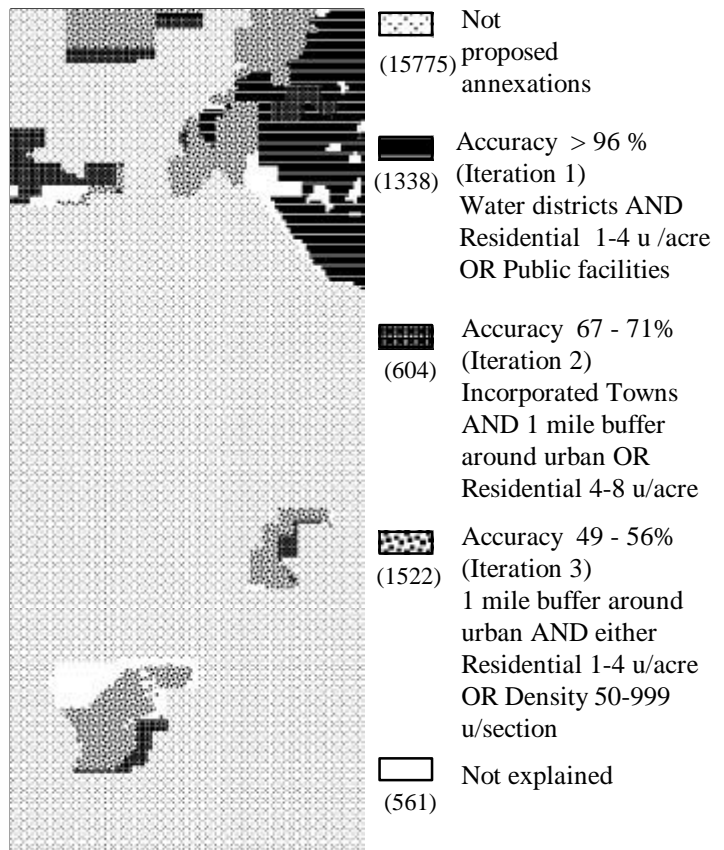 Not
proposed
annexations
(15775)
Accuracy > 96 %
(Iteration 1)
Water districts AND
Residential 1-4 u /acre
OR Public facilities
(1338)
Accuracy 67 - 71%
(Iteration 2)
Incorporated Towns
AND 1 mile buffer
around urban OR
Residential 4-8 u/acre
(604)
Accuracy 49 - 56%
(Iteration 3)
1 mile buffer around
urban AND either
Residential 1-4 u/acre
OR Density 50-999
u/section
(1522)
Not explained
(561)